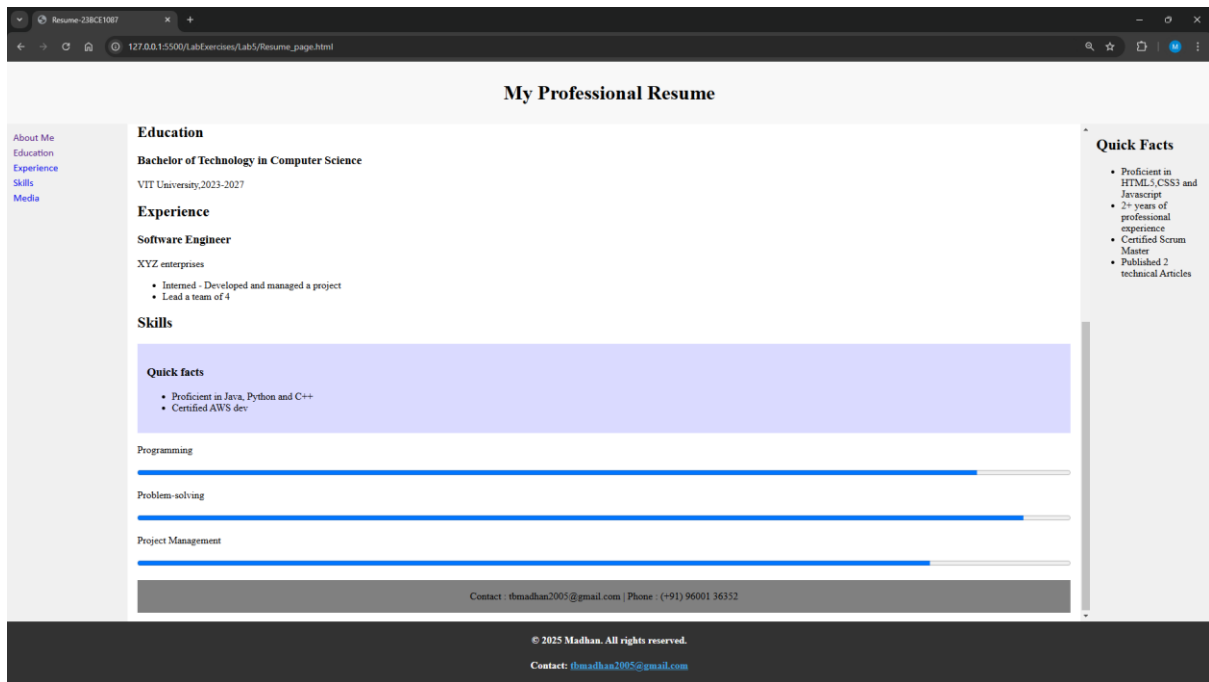 Resume-23BCE1087
127.0.0.1:5500/LabExercises/Lab5/Resume_page.html
M
My Professional Resume
About Me
Education
Experience
Skills
Media
Education
Bachelor of Technology in Computer Science
VIT University,2023-2027
Experience
Software Engineer
XYZ enterprises
• Interned - Developed and managed a project
• Lead a team of 4
Skills
Quick facts
• Proficient in Java, Python and C++
• Certified AWS dev
Programming
Problem-solving
Project Management
Contact : tbmadhan2005@gmail.com | Phone : (+91) 96001 36352
Quick Facts
• Proficient in
HTML5,CSS3 and
Javascript
• 2+ years of
professional
experience
• Certified Scrum
Master
• Published 2
technical Articles
© 2025 Madhan. All rights reserved.
Contact: tbmadhan2005@gmail.com